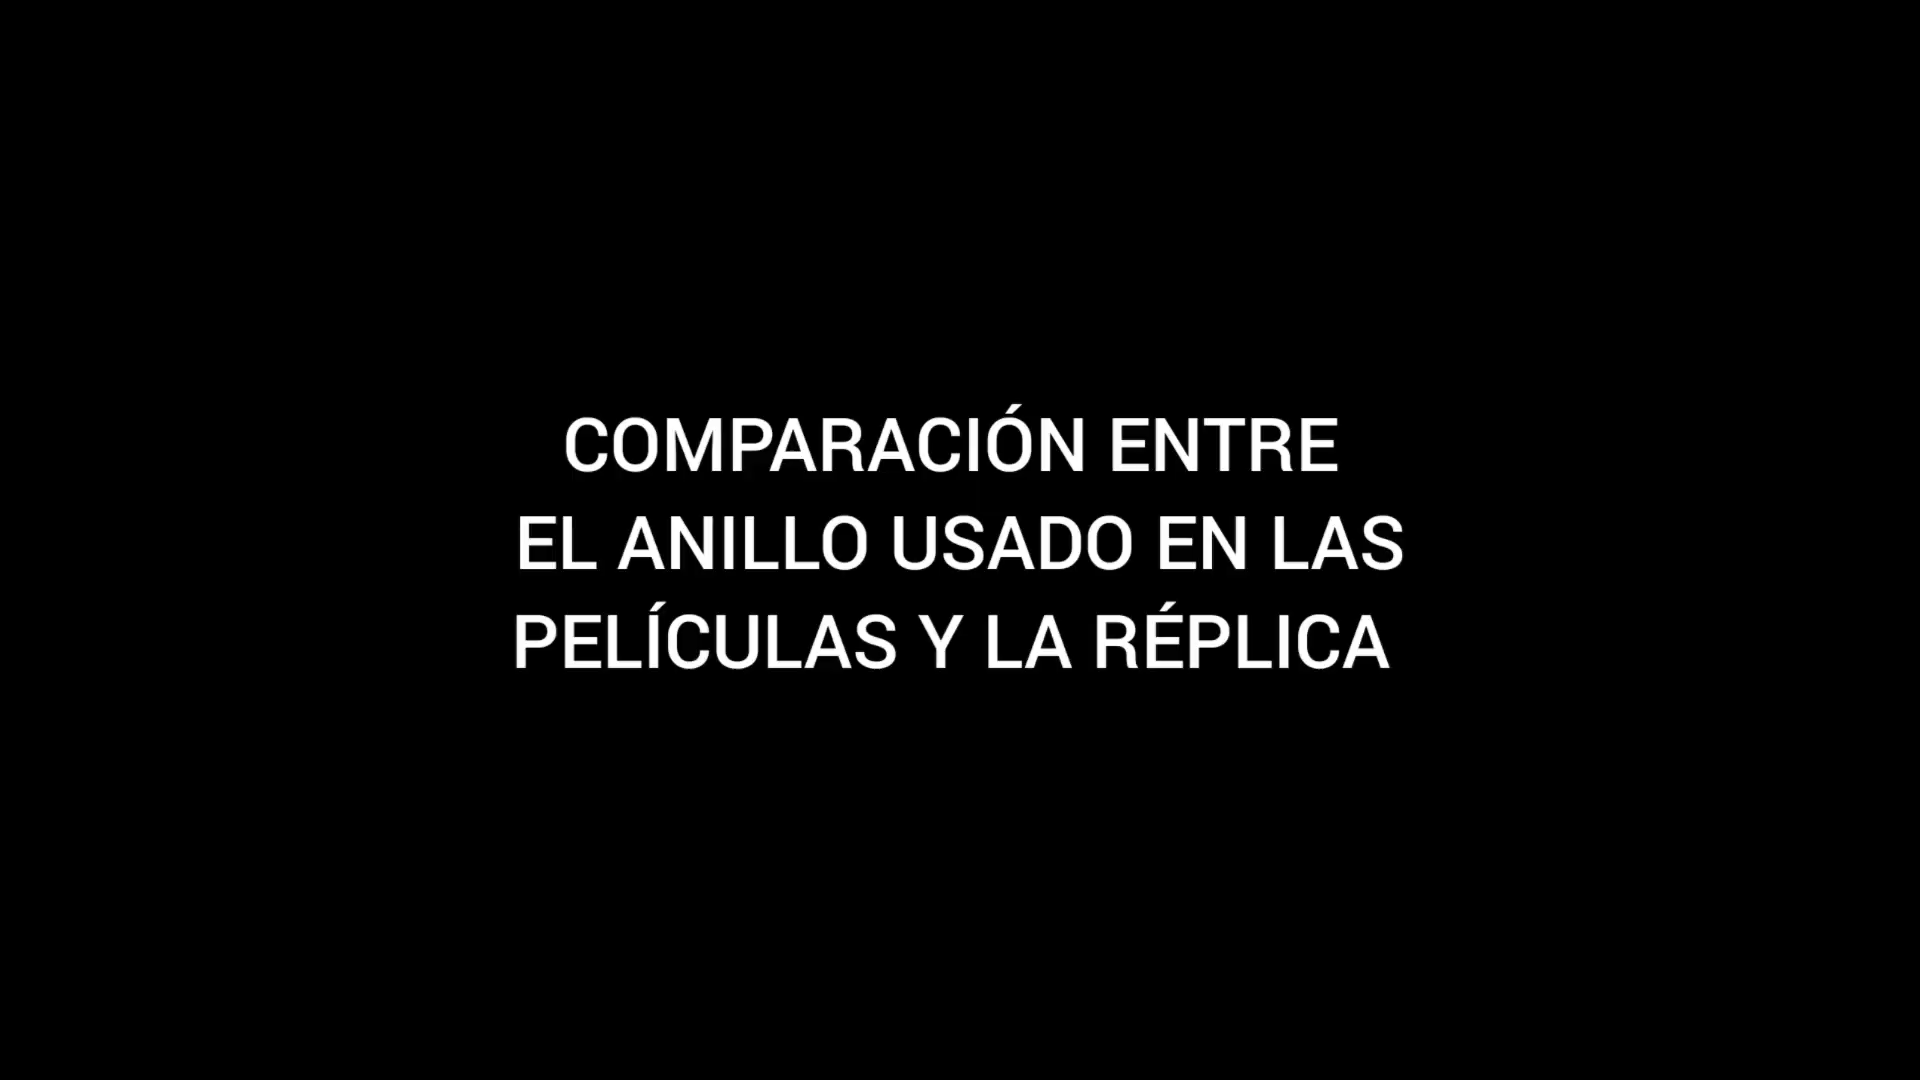 COMPARACIÓN ENTRE
EL ANILLO USADO EN LAS
PELÍCULAS Y LA RÉPLICA